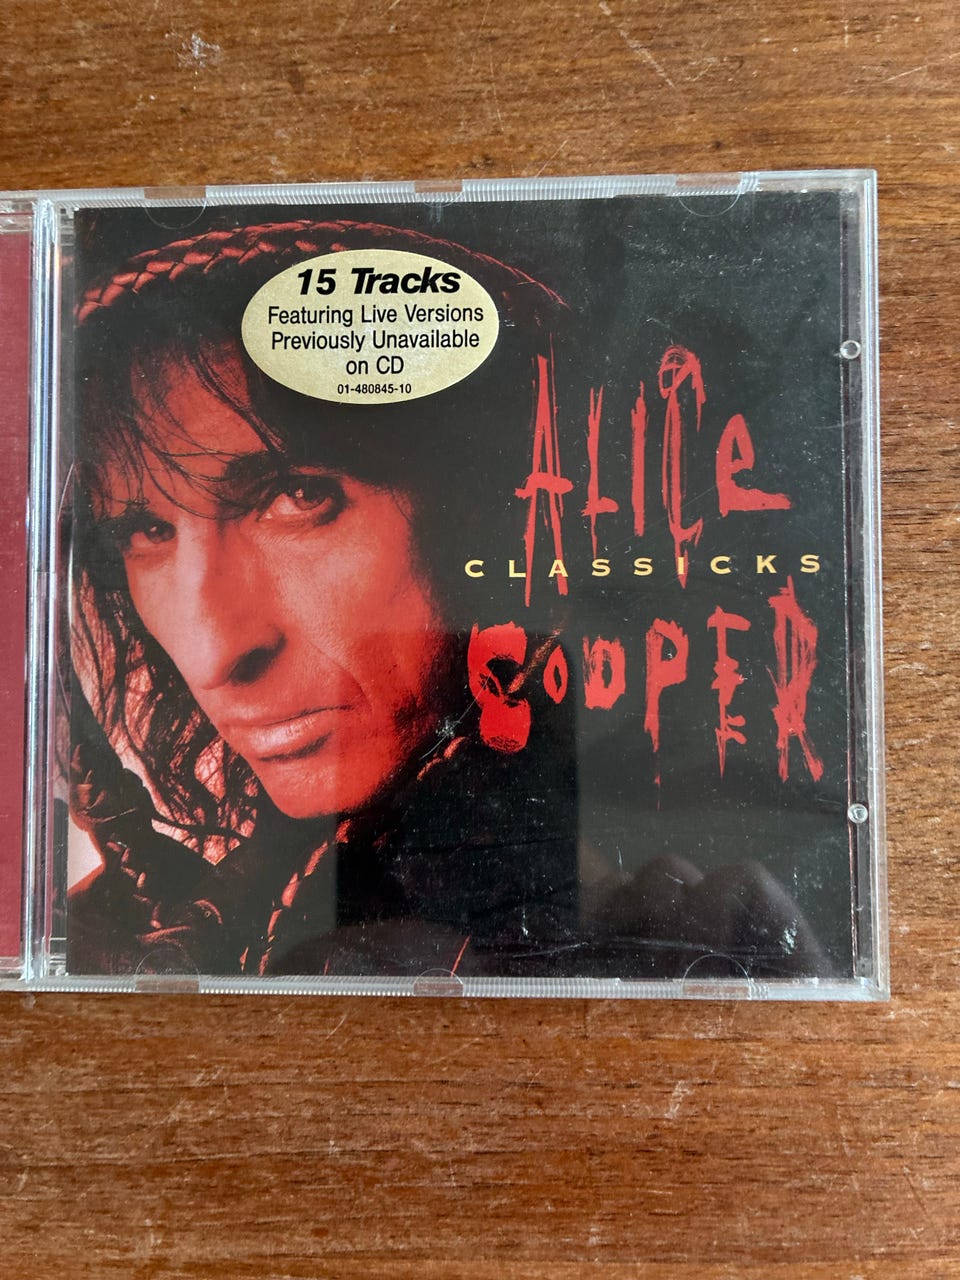 15 Tracks
Featuring Live Versions
Previously Unavailable
on CD
01-480845-10
ALICe
CLASSICKS
COOPER